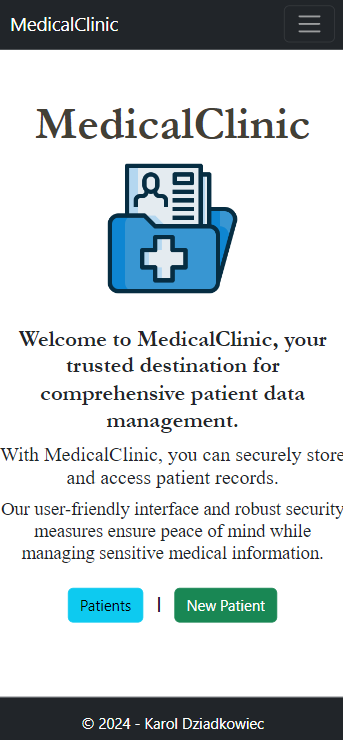 MedicalClinic
MedicalClinic
Welcome to MedicalClinic, your
trusted destination for
comprehensive patient data
management.
With MedicalClinic, you can securely store
and access patient records.
Our user-friendly interface and robust security
measures ensure peace of mind while
managing sensitive medical information.
Patients | New Patient
© 2024 - Karol Dziadkowiec